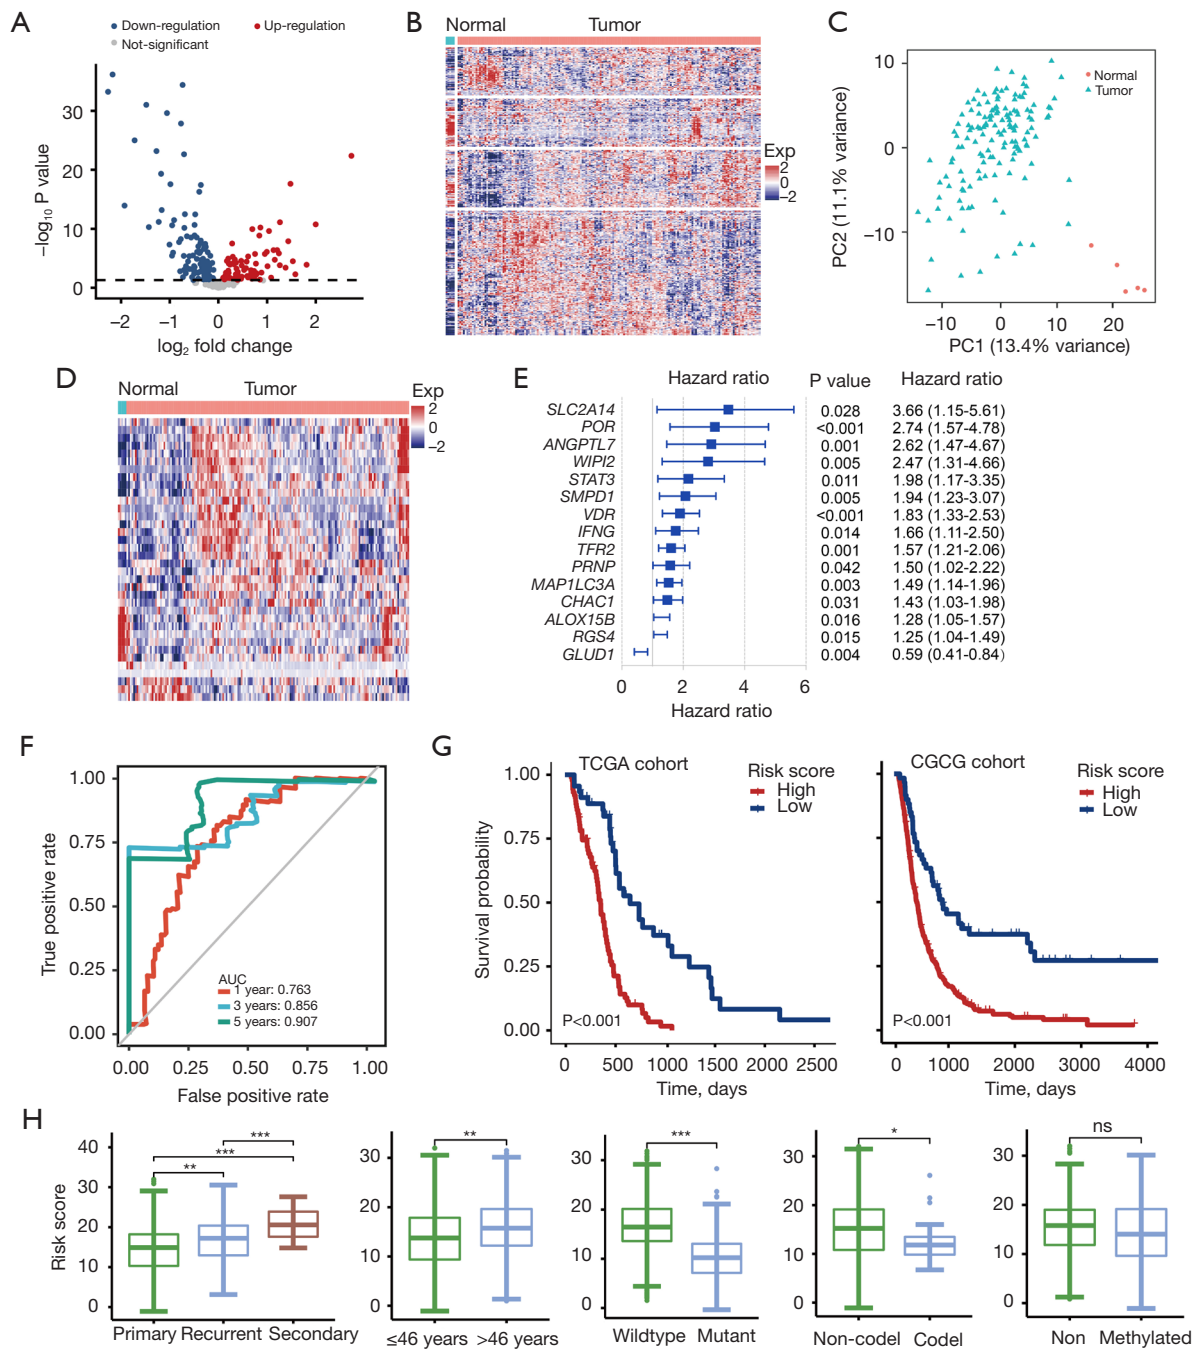 A
Down-regulation
Up-regulation
Not-significant
30
20
10
0
−log10 P value
−2
−1
0
1
2
log2 fold change
B
Normal
Tumor
Exp
2
0
−2
C
10
0
−10
PC2 (11.1% variance)
Normal
Tumor
−10
0
10
20
PC1 (13.4% variance)
D
Normal
Tumor
Exp
2
0
−2
E
Hazard ratio
P value
Hazard ratio
SLC2A14 0.028 3.66 (1.15-5.61)
POR <0.001 2.74 (1.57-4.78)
ANGPTL7 0.001 2.62 (1.47-4.67)
WIPI2 0.005 2.47 (1.31-4.66)
STAT3 0.011 1.98 (1.17-3.35)
SMPD1 0.005 1.94 (1.23-3.07)
VDR <0.001 1.83 (1.33-2.53)
IFNG 0.014 1.66 (1.11-2.50)
TFR2 0.001 1.57 (1.21-2.06)
PRNP 0.042 1.50 (1.02-2.22)
MAP1LC3A 0.003 1.49 (1.14-1.96)
CHAC1 0.031 1.43 (1.03-1.98)
ALOX15B 0.016 1.28 (1.05-1.57)
RGS4 0.015 1.25 (1.04-1.49)
GLUD1 0.004 0.59 (0.41-0.84)
0
2
4
6
Hazard ratio
F
1.00
0.75
0.50
0.25
0.00
True positive rate
AUC
1 year: 0.763
3 years: 0.856
5 years: 0.907
0.00
0.25
0.50
0.75
1.00
False positive rate
G
TCGA cohort
Risk score
High
Low
1.00
0.75
0.50
0.25
0.00
Survival probability
P<0.001
0
500
1000
1500
2000
2500
Time, days
CGCG cohort
Risk score
High
Low
P<0.001
0
1000
2000
3000
4000
Time, days
H
Risk score
40
30
20
10
0
***
***
**
Primary
Recurrent
Secondary
30
20
10
0
**
≤46 years
>46 years
30
20
10
0
***
Wildtype
Mutant
30
20
10
0
*
Non-codel
Codel
30
20
10
0
ns
Non
Methylated